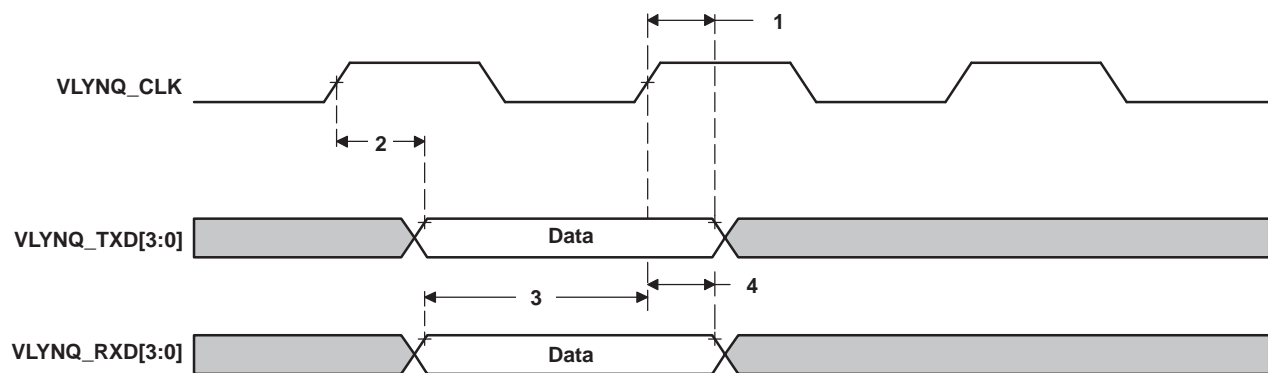 1
VLYNQ_CLK
2
VLYNQ_TXD[3:0]
Data
3
4
VLYNQ_RXD[3:0]
Data